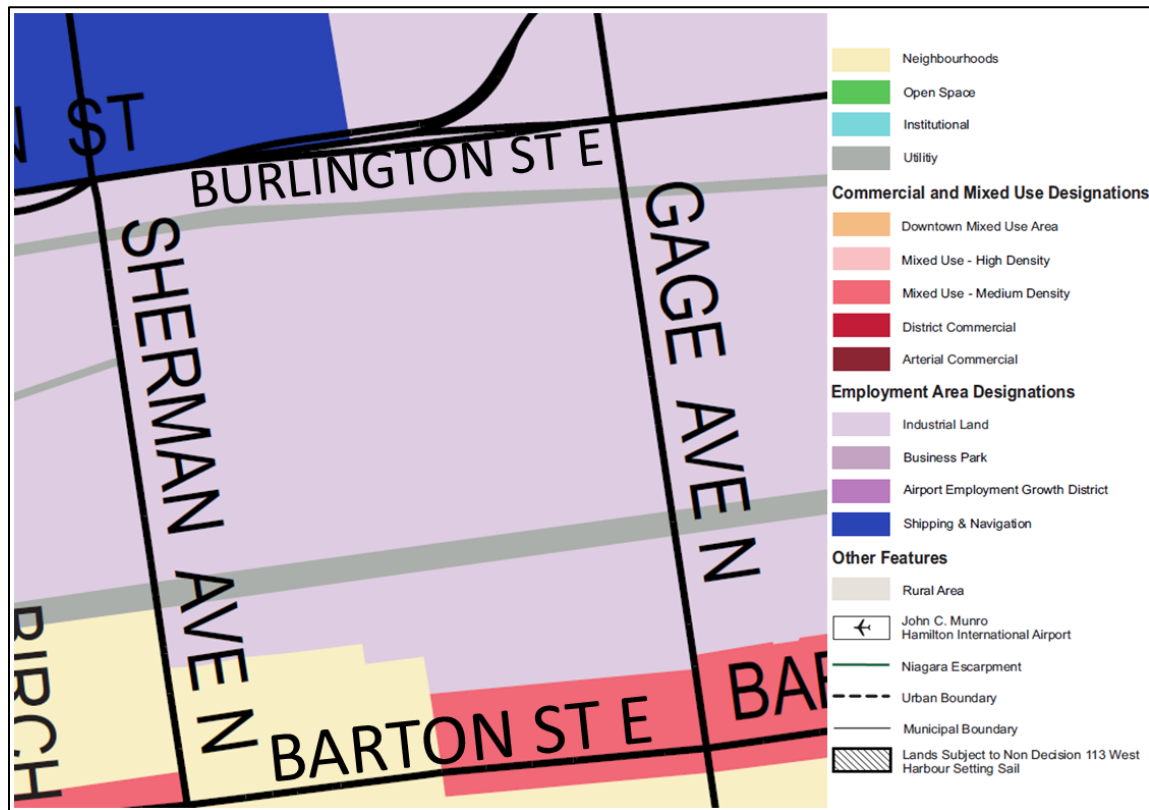 N ST
BURLINGTON ST E
SHERMAN AVE N
GAGE AVE N
BIRCH
BARTON ST E
BAR
Neighbourhoods
Open Space
Institutional
Utilitiy
Commercial and Mixed Use Designations
Downtown Mixed Use Area
Mixed Use - High Density
Mixed Use - Medium Density
District Commercial
Arterial Commercial
Employment Area Designations
Industrial Land
Business Park
Airport Employment Growth District
Shipping & Navigation
Other Features
Rural Area
John C. Munro
Hamilton International Airport
Niagara Escarpment
Urban Boundary
Municipal Boundary
Lands Subject to Non Decision 113 West
Harbour Setting Sail